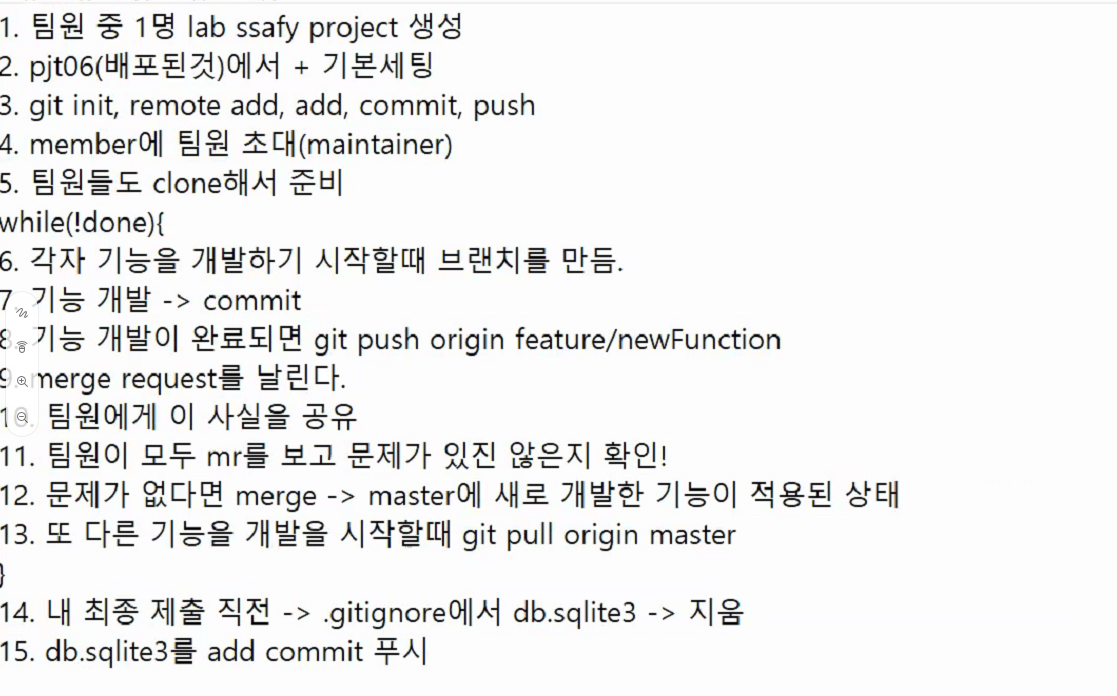 1. 팀원 중 1명 lab ssafy project 생성
2. pjt06(배포된것)에서 + 기본세팅
3. git init, remote add, add, commit, push
4. member에 팀원 초대(maintainer)
5. 팀원들도 clone해서 준비
while(!done){
6. 각자 기능을 개발하기 시작할때 브랜치를 만듬.
7. 기능 개발 -> commit
8. 기능 개발이 완료되면 git push origin feature/newFunction
9. merge request를 날린다.
10. 팀원에게 이 사실을 공유
11. 팀원이 모두 mr를 보고 문제가 있진 않은지 확인!
12. 문제가 없다면 merge -> master에 새로 개발한 기능이 적용된 상태
13. 또 다른 기능을 개발을 시작할때 git pull origin master
}
14. 내 최종 제출 직전 -> .gitignore에서 db.sqlite3 -> 지움
15. db.sqlite3를 add commit 푸시